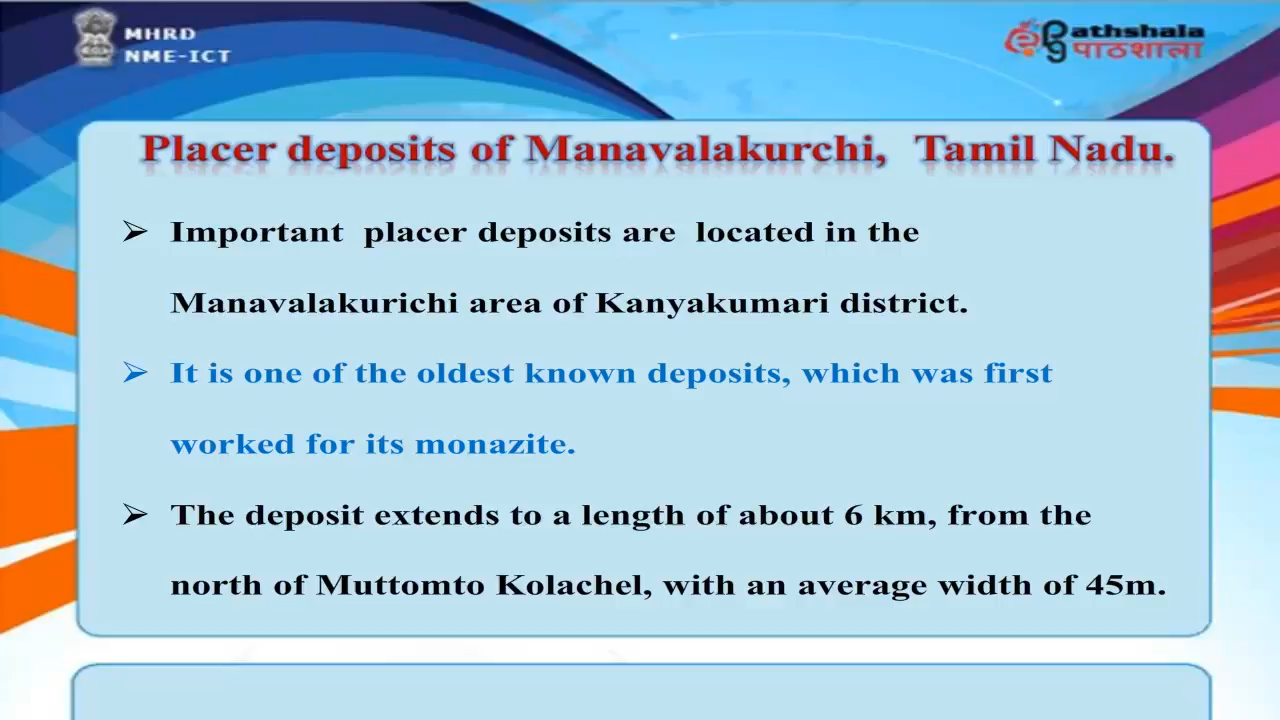 MHRD
NME-ICT
e pg athshala
पाठशाला
Placer deposits of Manavalakurchi, Tamil Nadu.
➢ Important placer deposits are located in the
Manavalakurichi area of Kanyakumari district.
➢ It is one of the oldest known deposits, which was first
worked for its monazite.
➢ The deposit extends to a length of about 6 km, from the
north of Muttomto Kolachel, with an average width of 45m.